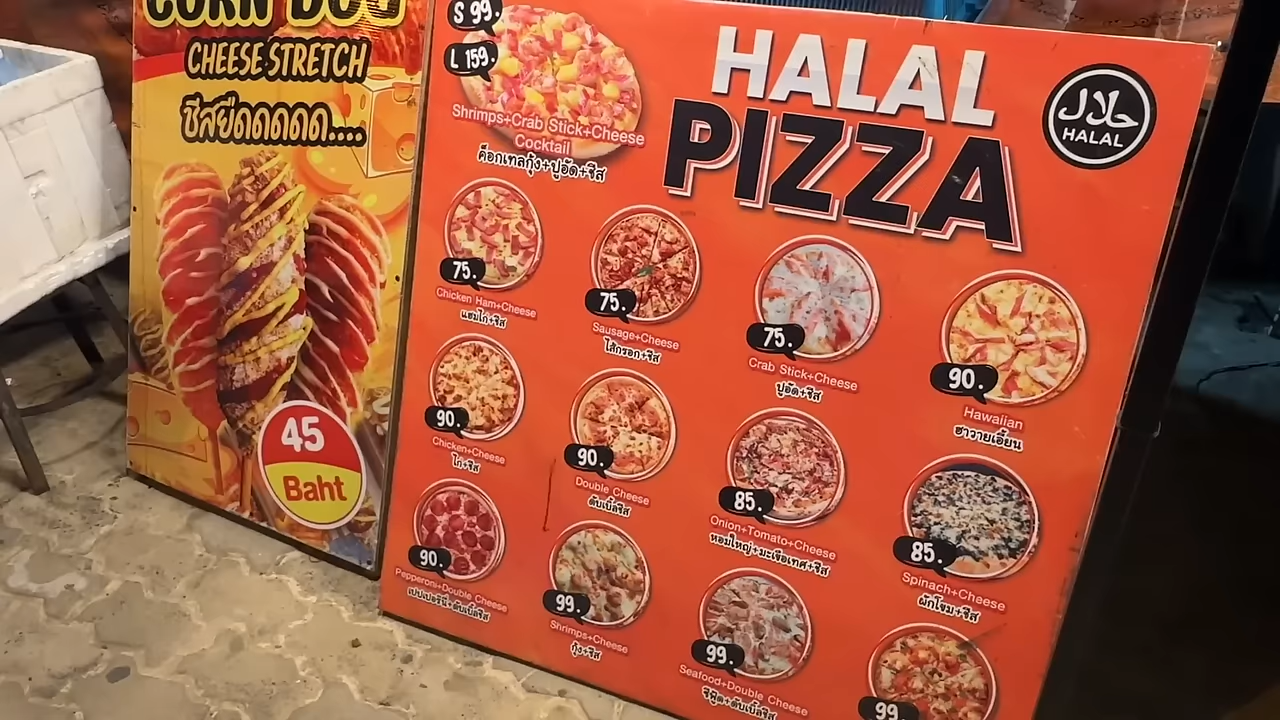 CORN DOG
CHEESE STRETCH
ชีสยืดดดดด....
45
Baht
S 99.
L 159.
Shrimps+Crab Stick+Cheese
Cocktail
ค็อกเทลกุ้ง+ปูอัด+ชีส
HALAL
PIZZA
حلال
HALAL
75.
Chicken Ham+Cheese
แฮมไก่+ชีส
75.
Sausage+Cheese
ไส้กรอก+ชีส
75.
Crab Stick+Cheese
ปูอัด+ชีส
90.
Hawaiian
ฮาวายเอี้ยน
90.
Chicken+Cheese
ไก่+ชีส
90.
Double Cheese
ดับเบิ้ลชีส
85.
Onion+Tomato+Cheese
หอมใหญ่+มะเขือเทศ+ชีส
85.
Spinach+Cheese
ผักโขม+ชีส
90.
Pepperoni+Double Cheese
เปปเปอร์นี+ดับเบิ้ลชีส
99.
Shrimps+Cheese
กุ้ง+ชีส
99.
Seafood+Double Cheese
ซีฟู้ด+ดับเบิ้ลชีส
99.